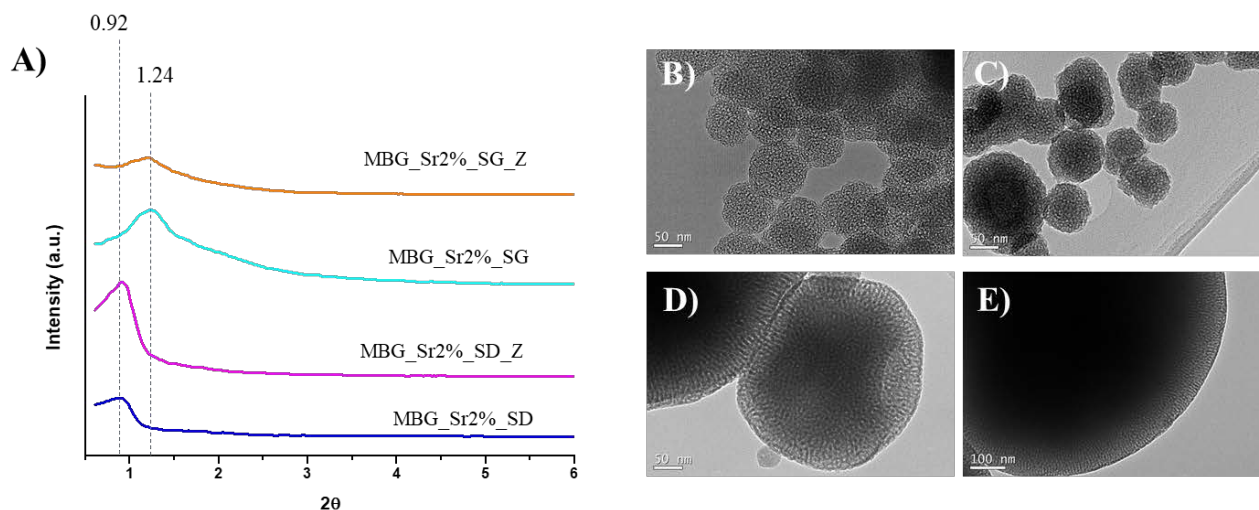 A)
0.92
1.24
Intensity (a.u.)
MBG_Sr2%_SG_Z
MBG_Sr2%_SG
MBG_Sr2%_SD_Z
MBG_Sr2%_SD
1 2 3 4 5 6
2θ
B)
50 nm
C)
50 nm
D)
50 nm
E)
100 nm